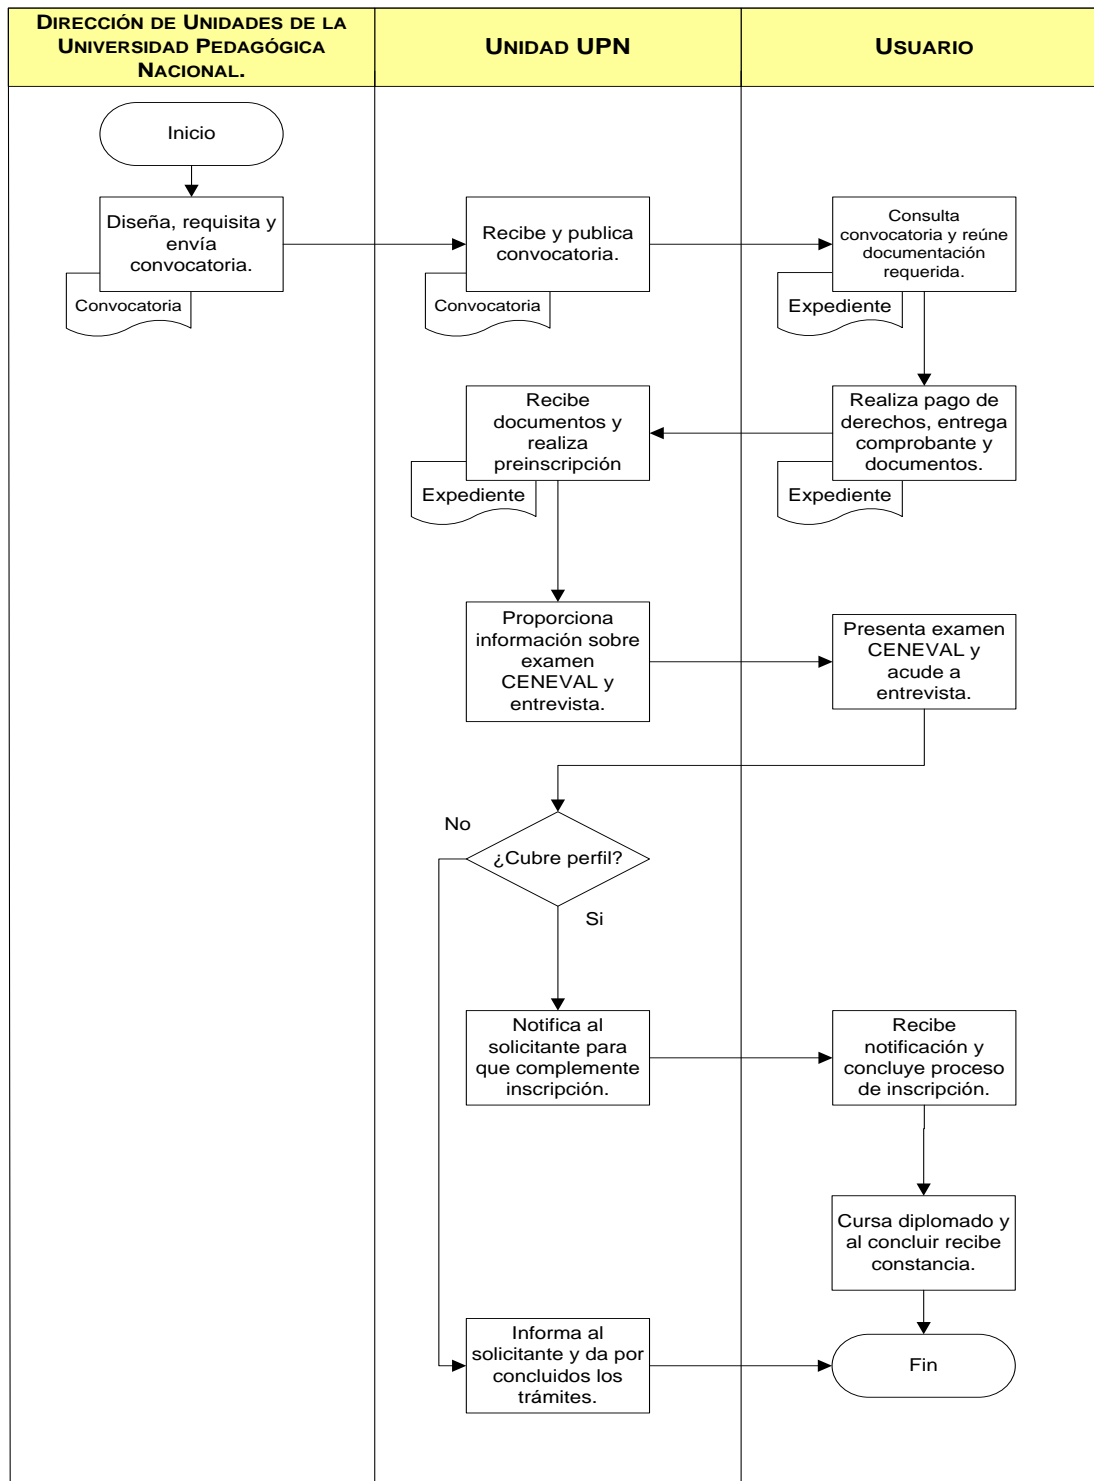 DIRECCIÓN DE UNIDADES DE LA
UNIVERSIDAD PEDAGÓGICA
NACIONAL.
UNIDAD UPN
USUARIO
Inicio
Diseña, requisita y
envía
convocatoria.
Convocatoria
Recibe y publica
convocatoria.
Convocatoria
Consulta
convocatoria y reúne
documentación
requerida.
Expediente
Realiza pago de
derechos, entrega
comprobante y
documentos.
Expediente
Recibe
documentos y
realiza
preinscripción
Expediente
Proporciona
información sobre
examen
CENEVAL y
entrevista.
Presenta examen
CENEVAL y
acude a
entrevista.
No
¿Cubre perfil?
Si
Notifica al
solicitante para
que complemente
inscripción.
Recibe
notificación y
concluye proceso
de inscripción.
Cursa diplomado y
al concluir recibe
constancia.
Informa al
solicitante y da por
concluidos los
trámites.
Fin